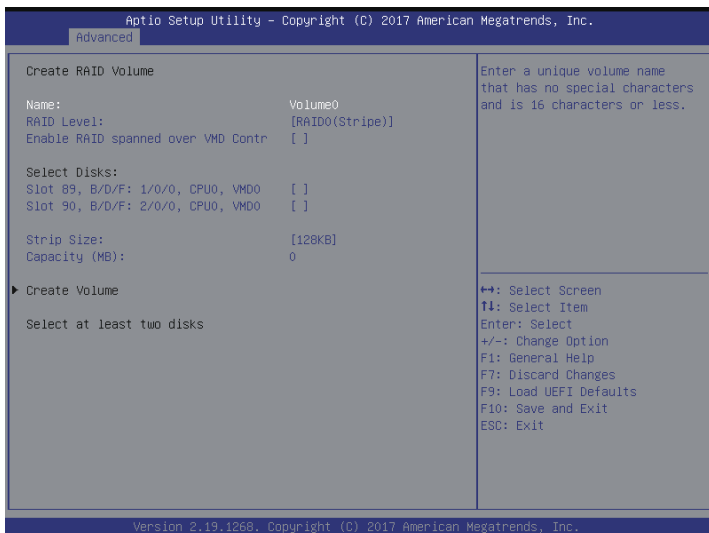 Aptio Setup Utility – Copyright (C) 2017 American Megatrends, Inc.
Advanced
Create RAID Volume
Name: Volume0
RAID Level: [RAID0(Stripe)]
Enable RAID spanned over VMD Contr [ ]
Select Disks:
Slot 89, B/D/F: 1/0/0, CPU0, VMD0 [ ]
Slot 90, B/D/F: 2/0/0, CPU0, VMD0 [ ]
Strip Size: [128KB]
Capacity (MB): 0
Create Volume
Select at least two disks
Enter a unique volume name
that has no special characters
and is 16 characters or less.
↔: Select Screen
↑↓: Select Item
Enter: Select
+/-: Change Option
F1: General Help
F7: Discard Changes
F9: Load UEFI Defaults
F10: Save and Exit
ESC: Exit
Version 2.19.1268. Copyright (C) 2017 American Megatrends, Inc.